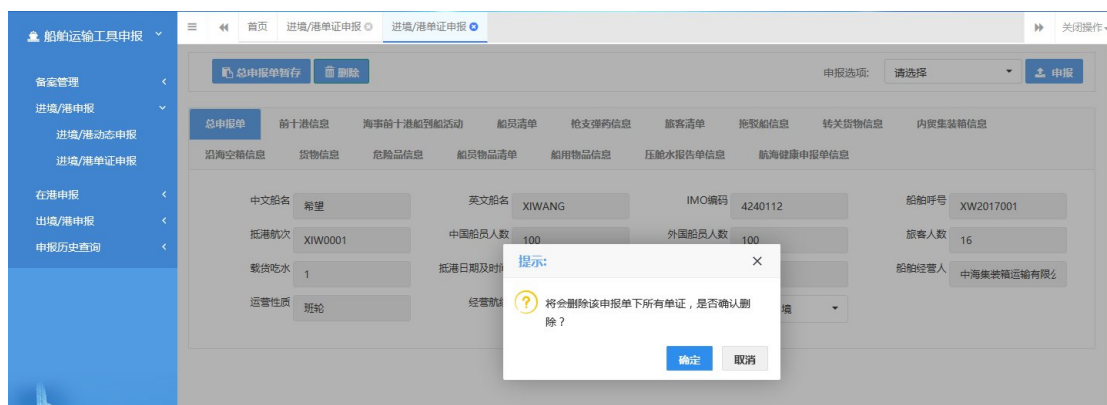 船舶运输工具申报
首页 进境/港单证申报 进境/港单证申报 关闭操作
总申报单暂存 删除 申报选项: 请选择 申报
备案管理
进境/港申报
进境/港动态申报
进境/港单证申报
在港申报
出境/港申报
申报历史查询
总申报单 前十港信息 海事前十港船到船活动 船员清单 枪支弹药信息 旅客清单 拖驳船信息 转关货物信息 内贸集装箱信息
沿海空箱信息 货物信息 危险品信息 船员物品清单 船用物品信息 压舱水报告单信息 航海健康申报单信息
中文船名 希望 英文船名 XIWANG IMO编码 4240112 船舶呼号 XW2017001
抵港航次 XIW0001 中国船员人数 100 外国船员人数 100 旅客人数 16
载货吃水 1 抵港日期及时间 船舶经营人 中海集装箱运输有限
运营性质 班轮 经营航 境
提示:
将会删除该申报单下所有单证，是否确认删
除？
确定 取消